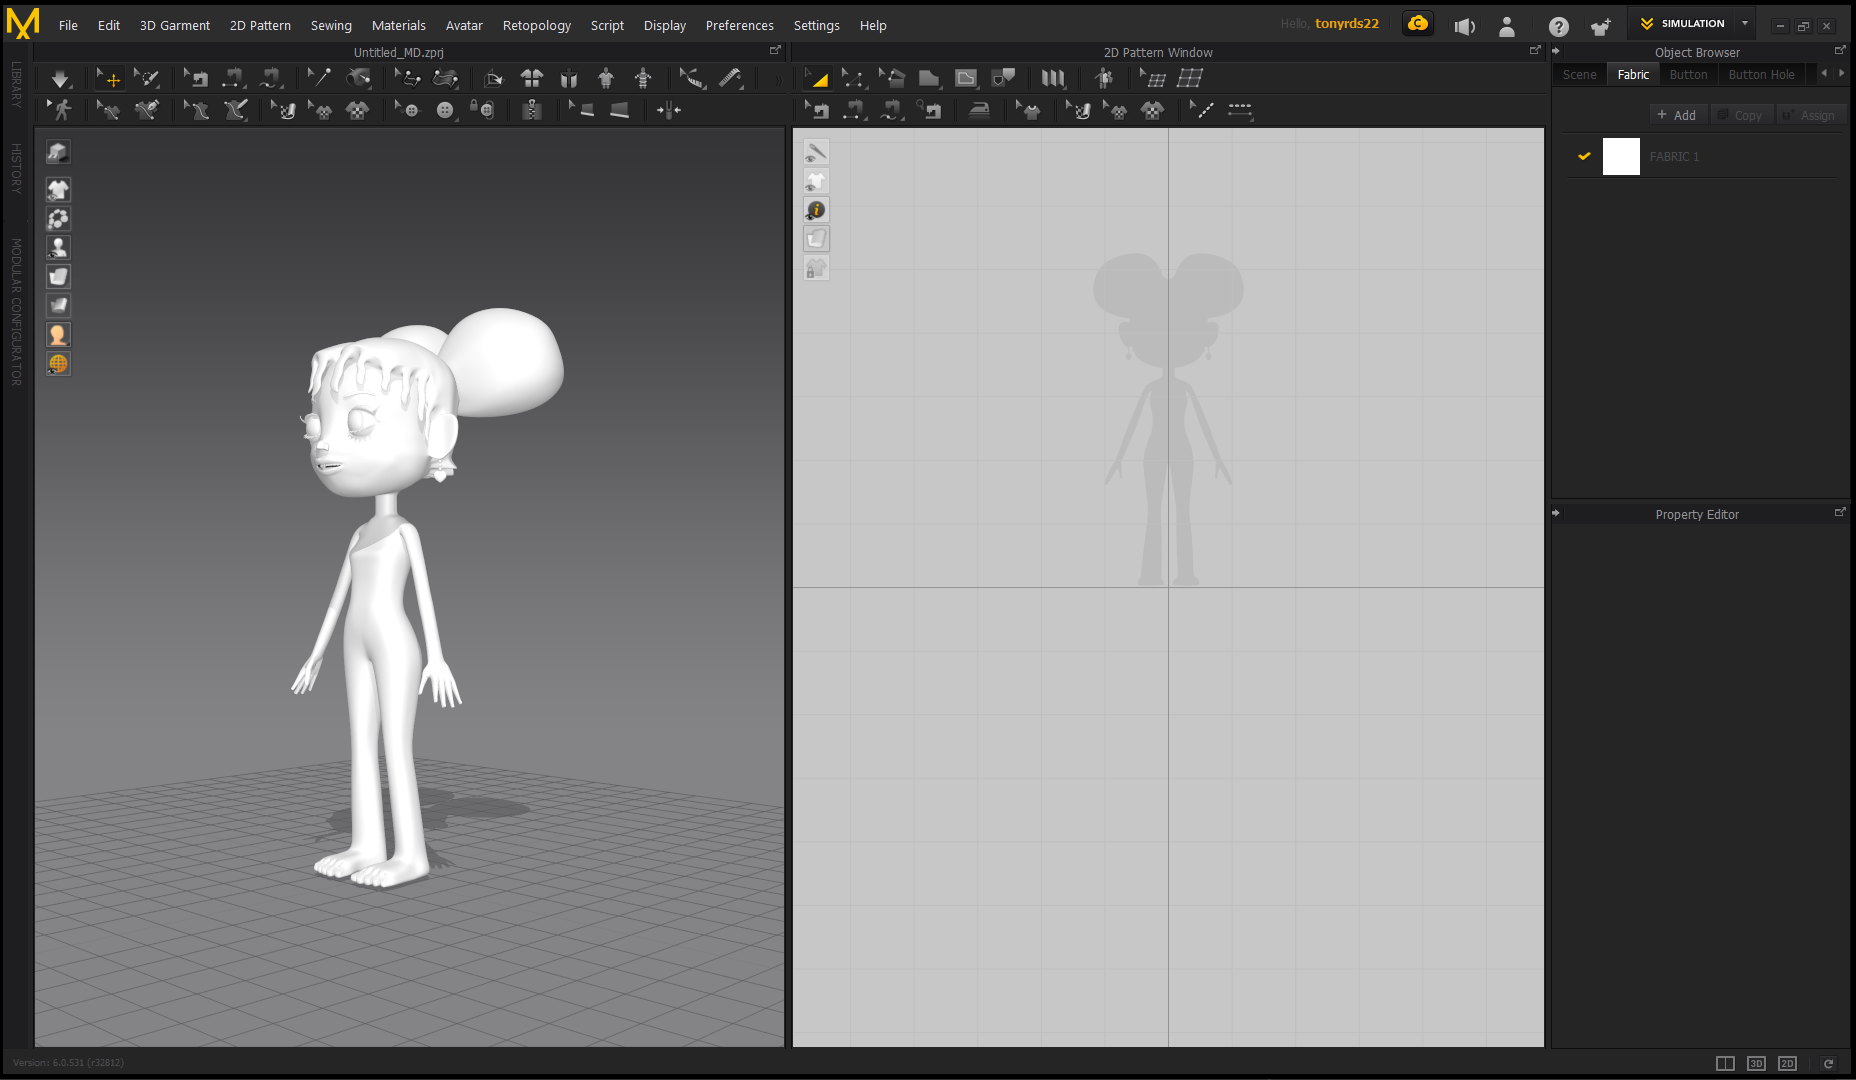 File Edit 3D Garment 2D Pattern Sewing Materials Avatar Retopology Script Display Preferences Settings Help
Hello, tonyrds22
SIMULATION
Untitled_MD.zprj
2D Pattern Window
Object Browser
Scene Fabric Button Button Hole
+ Add Copy Assign
FABRIC 1
Property Editor
LIBRARY
HISTORY
MODULAR CONFIGURATOR
Version: 6.0.531 (r32812)
3D 2D